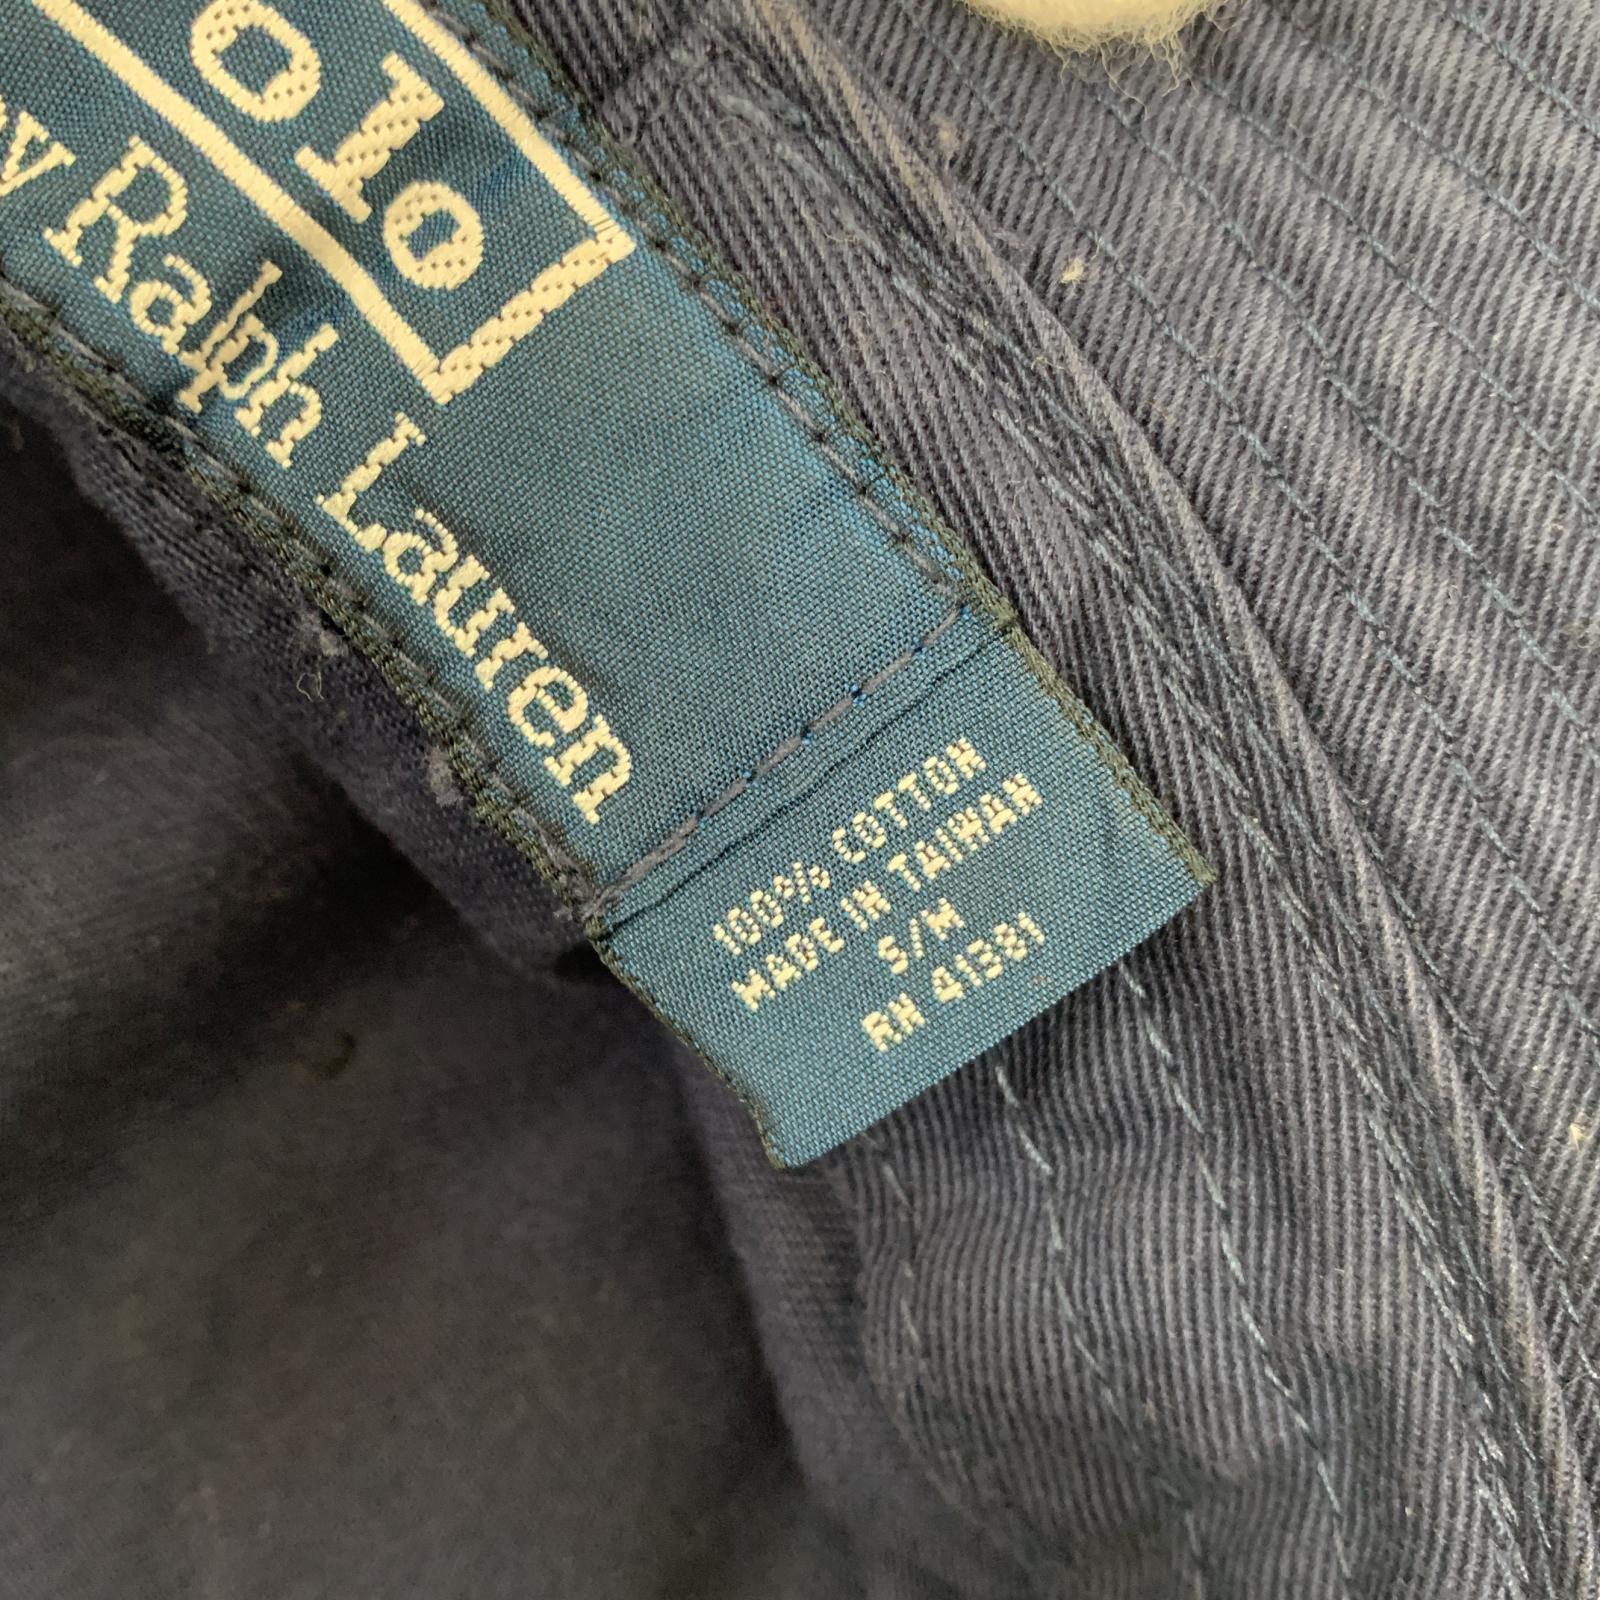 olo
y Ralph Lauren
100% COTTON
MADE IN TAIWAN
S/M
RN 41381